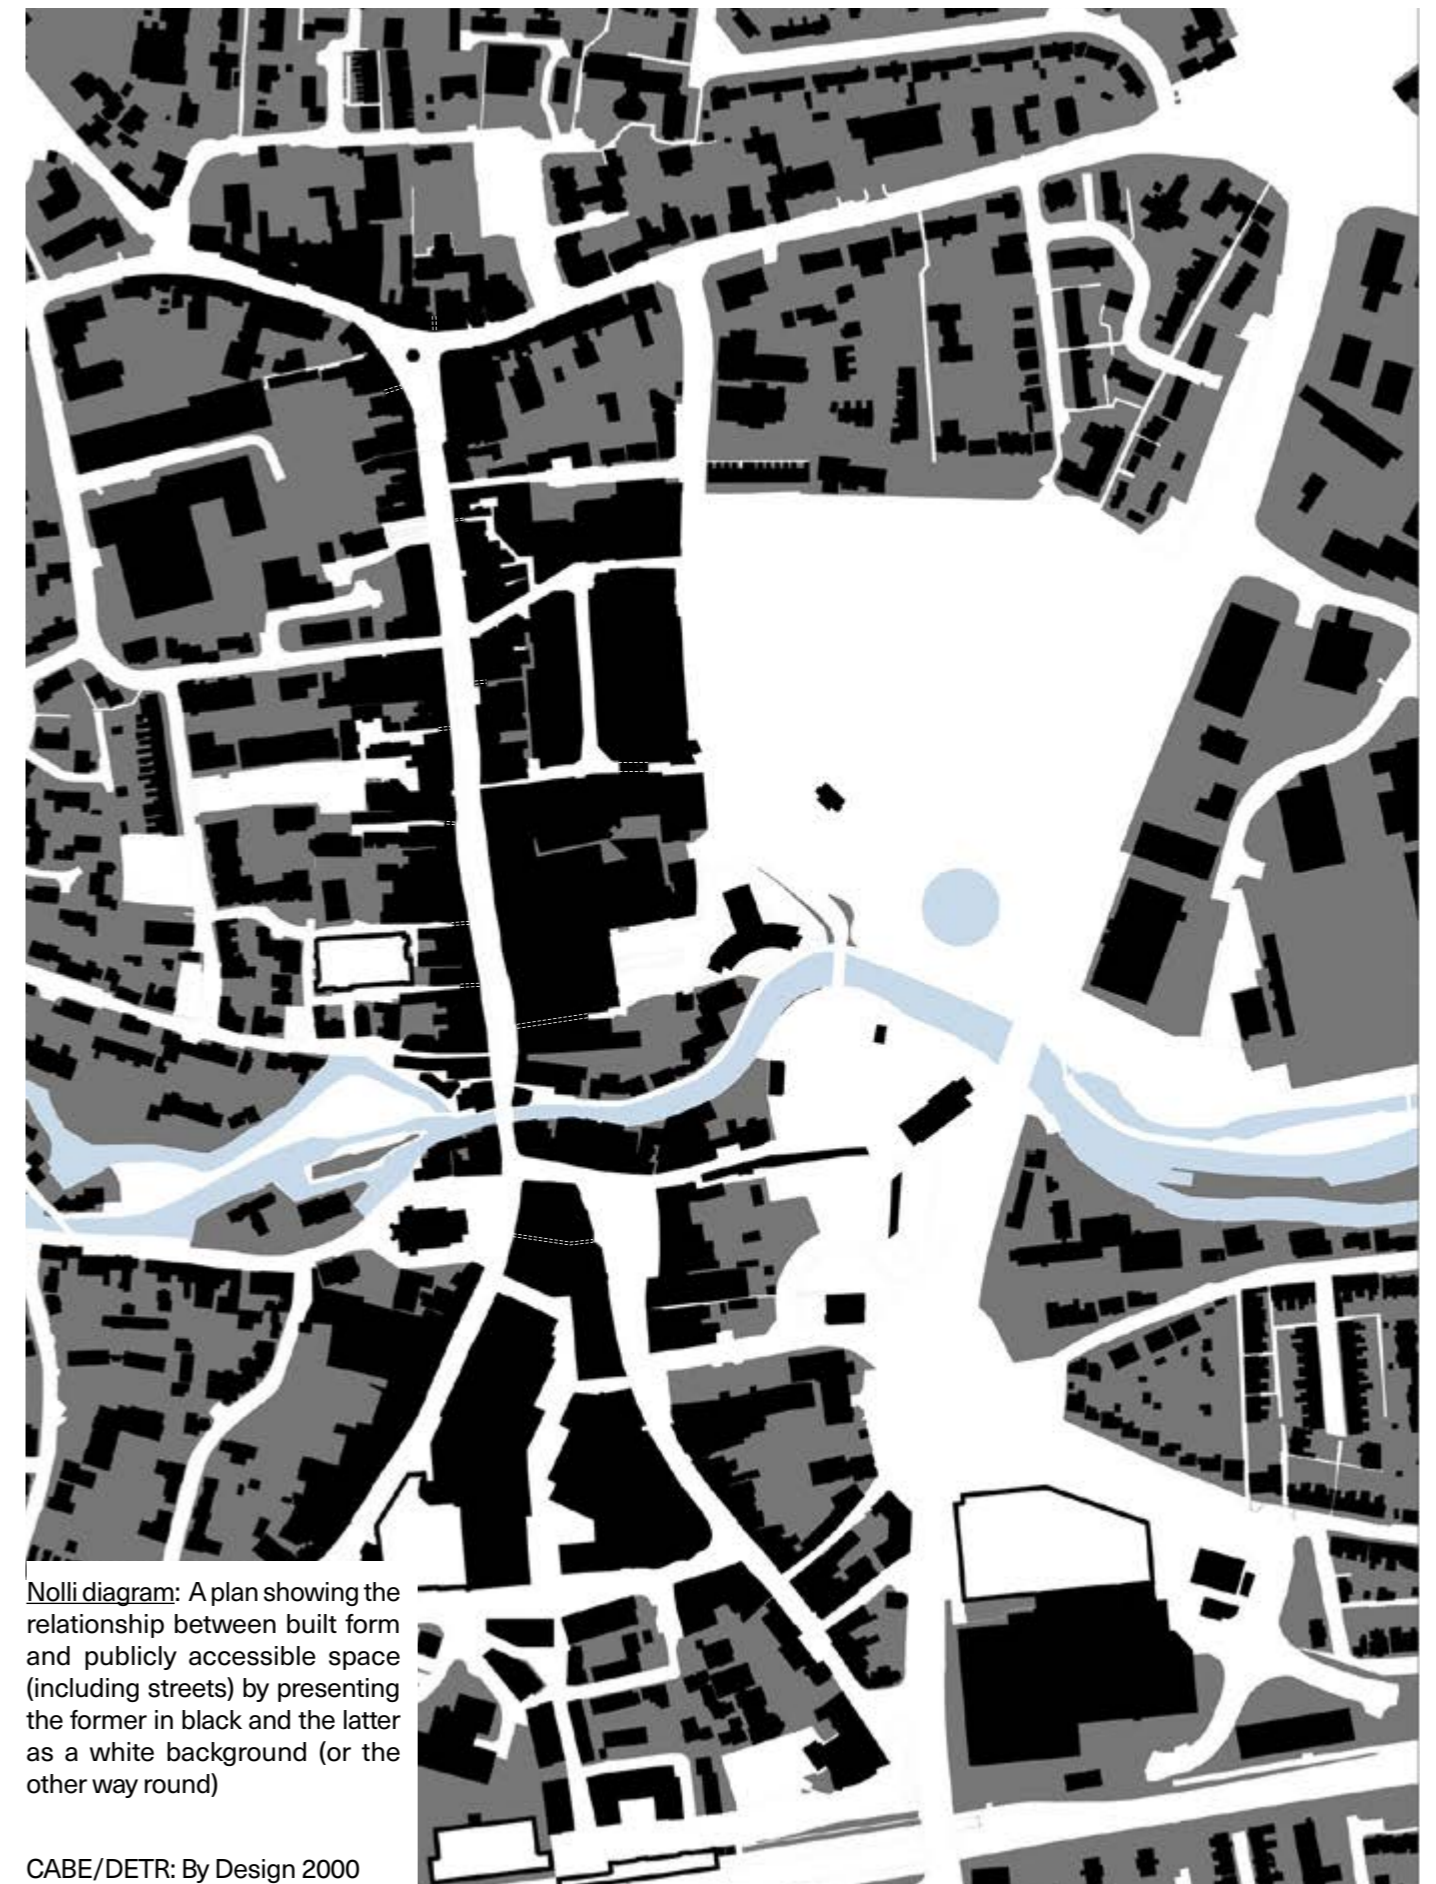 Nolli diagram: A plan showing the
relationship between built form
and publicly accessible space
(including streets) by presenting
the former in black and the latter
as a white background (or the
other way round)
CABE/DETR: By Design 2000